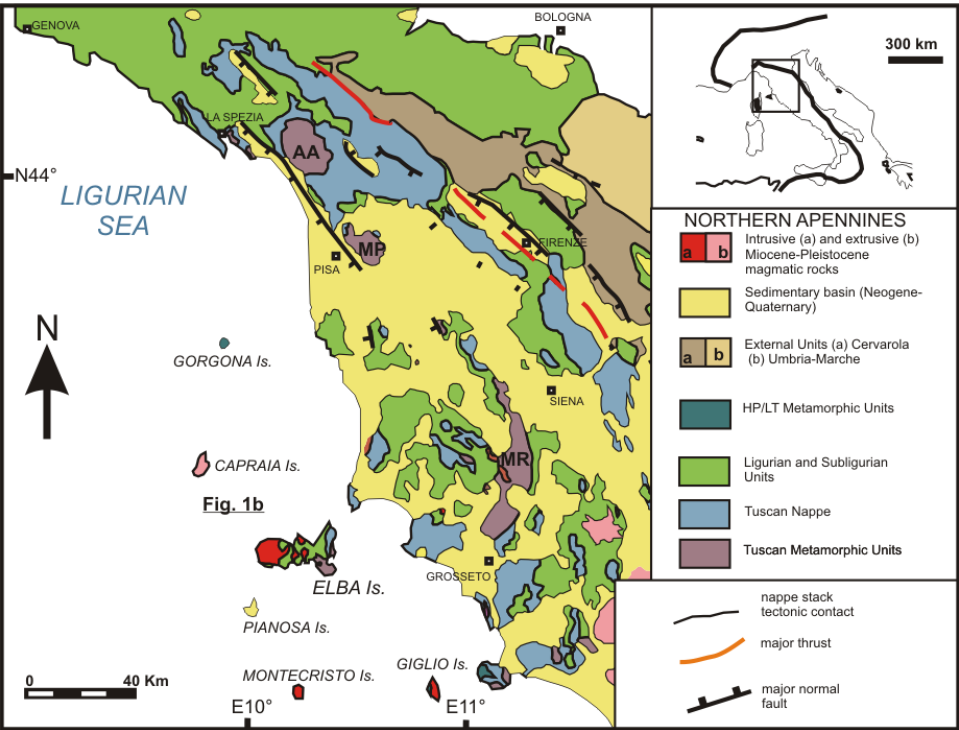 GENOVA
BOLOGNA
LA SPEZIA
AA
N44°
LIGURIAN
SEA
MP
PISA
FIRENZE
N
GORGONA Is.
SIENA
CAPRAIA Is.
MR
Fig. 1b
ELBA Is.
GROSSETO
PIANOSA Is.
MONTECRISTO Is.
GIGLIO Is.
0 40 Km
E10° E11°
300 km
NORTHERN APENNINES
a b Intrusive (a) and extrusive (b)
Miocene-Pleistocene
magmatic rocks
Sedimentary basin (Neogene-
Quaternary)
a b External Units (a) Cervarola
(b) Umbria-Marche
HP/LT Metamorphic Units
Ligurian and Subligurian
Units
Tuscan Nappe
Tuscan Metamorphic Units
nappe stack
tectonic contact
major thrust
major normal
fault